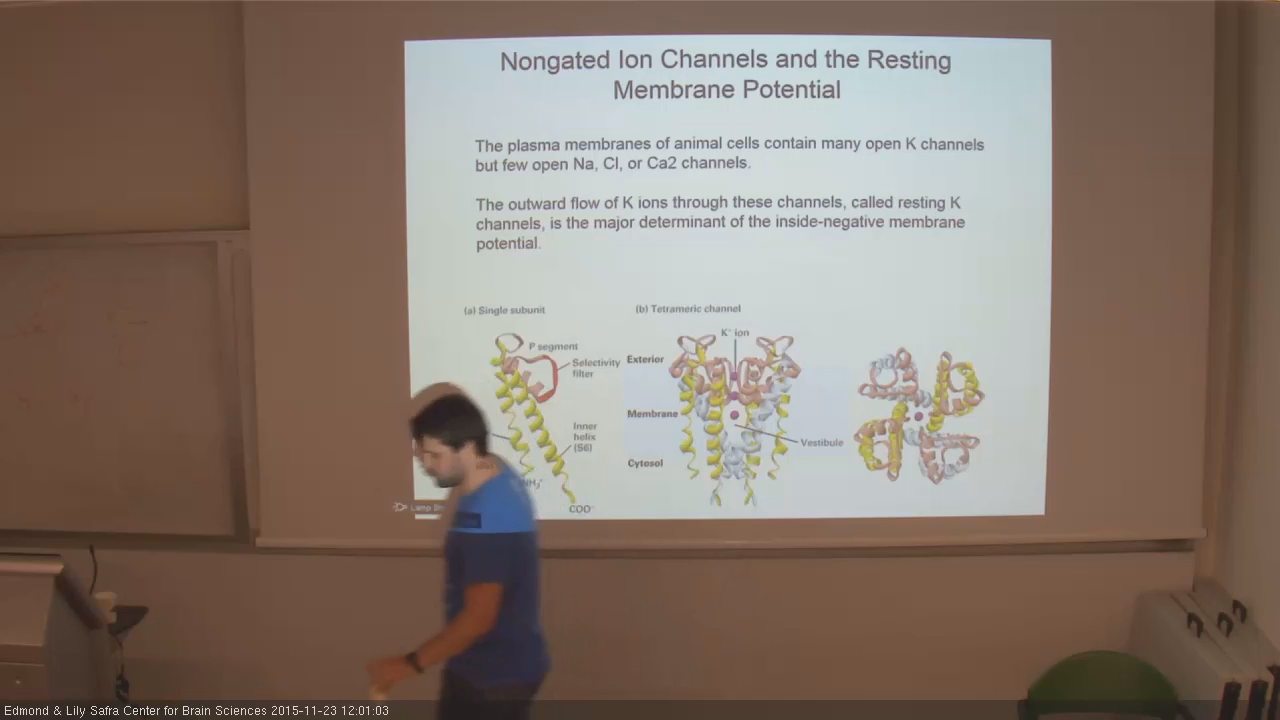 Nongated Ion Channels and the Resting
Membrane Potential
The plasma membranes of animal cells contain many open K channels
but few open Na, Cl, or Ca2 channels.
The outward flow of K ions through these channels, called resting K
channels, is the major determinant of the inside-negative membrane
potential.
(a) Single subunit
(b) Tetrameric channel
P segment
Selectivity
filter
Inner
helix
(S6)
NH₃⁺
COO⁻
K⁺ ion
Exterior
Membrane
Cytosol
Vestibule
Lamp
Edmond & Lily Safra Center for Brain Sciences 2015-11-23 12:01:03